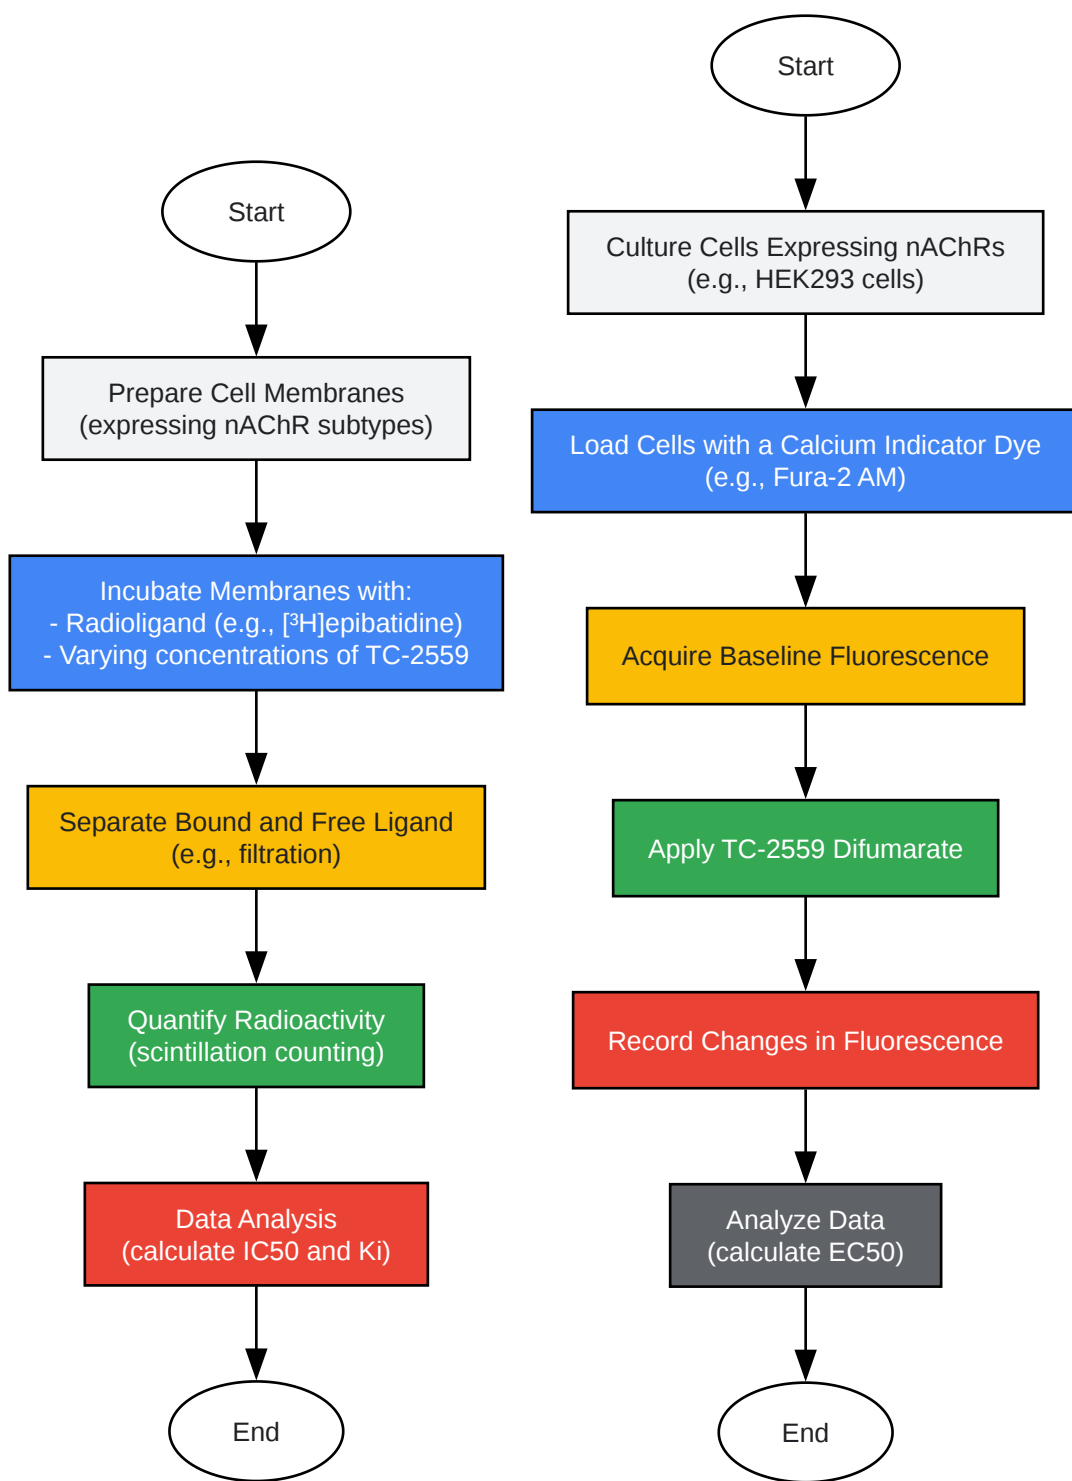 Start
Prepare Cell Membranes
(expressing nAChR subtypes)
Incubate Membranes with:
- Radioligand (e.g., [³H]epibatidine)
- Varying concentrations of TC-2559
Separate Bound and Free Ligand
(e.g., filtration)
Quantify Radioactivity
(scintillation counting)
Data Analysis
(calculate IC50 and Ki)
End
Start
Culture Cells Expressing nAChRs
(e.g., HEK293 cells)
Load Cells with a Calcium Indicator Dye
(e.g., Fura-2 AM)
Acquire Baseline Fluorescence
Apply TC-2559 Difumarate
Record Changes in Fluorescence
Analyze Data
(calculate EC50)
End